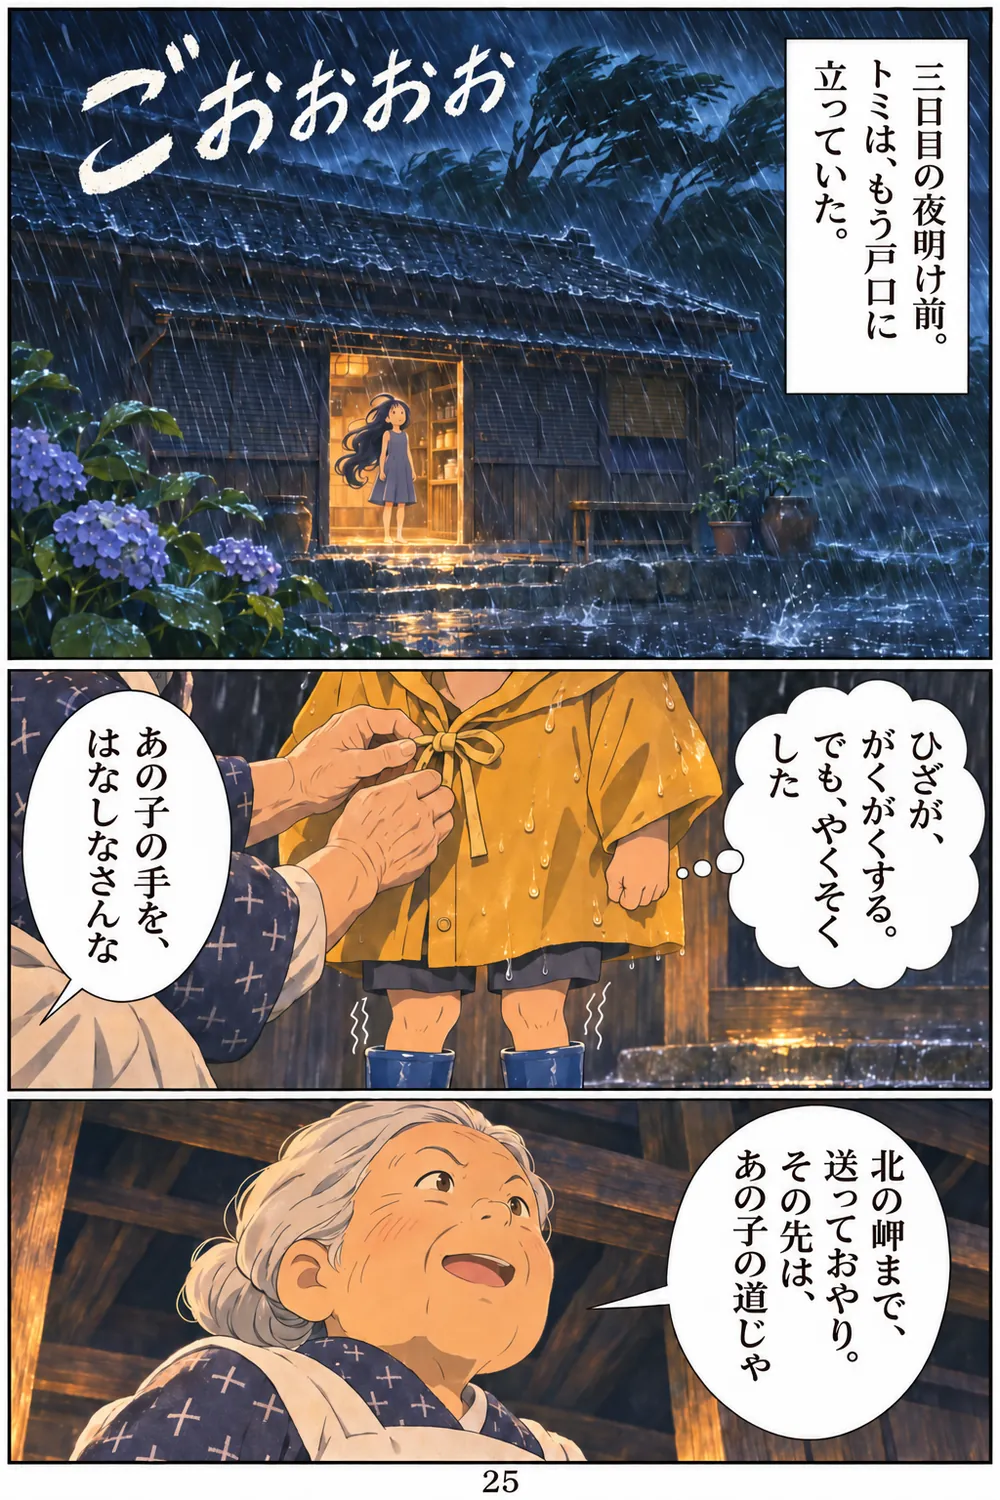 三日目の夜明け前。
トミは、もう戸口に
立っていた。
ごおおおお
ひざが、
がくがくする。
でも、やくそく
した
あの子の手を、
はなしなさんな
北の岬まで、
送っておやり。
その先は、
あの子の道じゃ
25